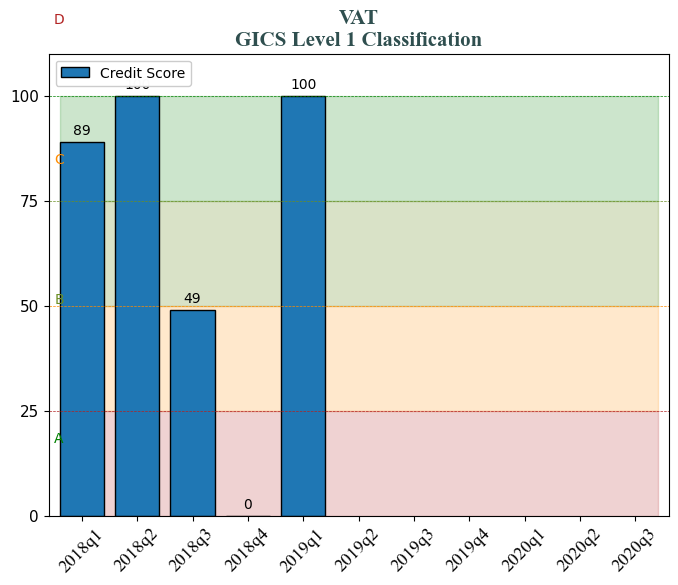 D
VAT
GICS Level 1 Classification
Credit Score
100
100
100
89
C
75
B
50
49
A
25
0
0
2018q1
2018q2
2018q3
2018q4
2019q1
2019q2
2019q3
2019q4
2020q1
2020q2
2020q3